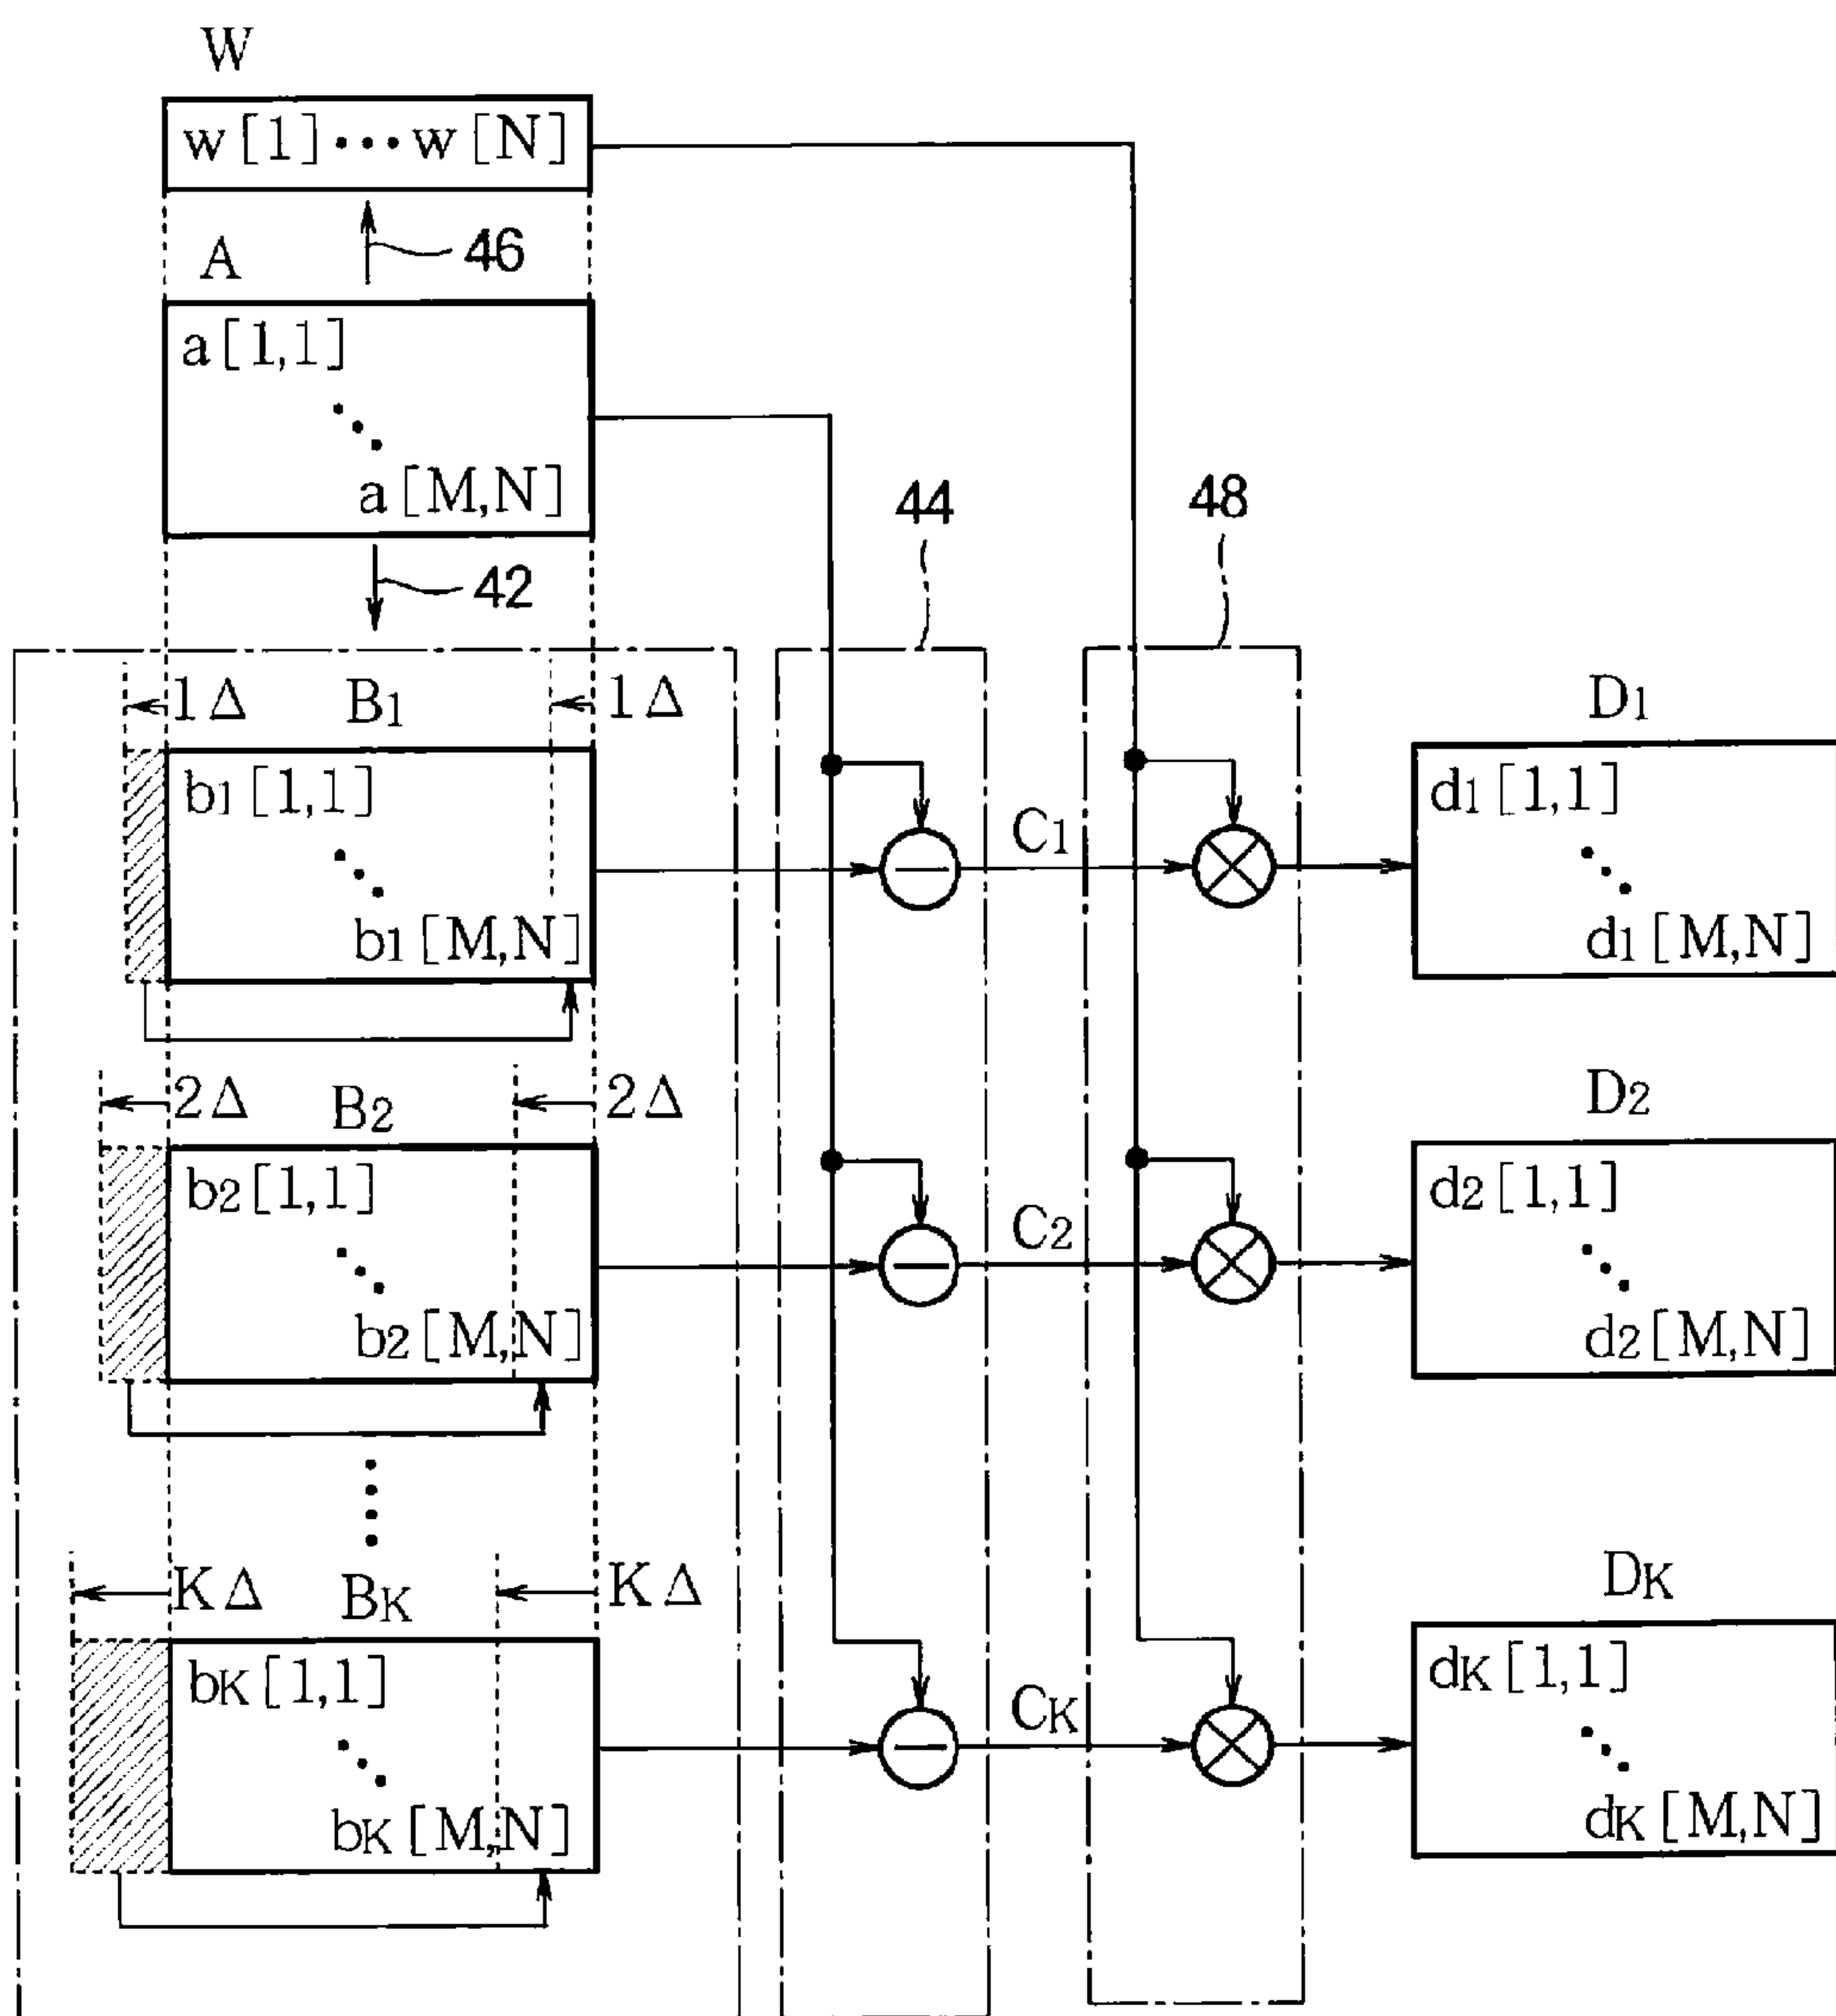 W
w[1]•••w[N]
46
A
a[1,1]
a[M,N]
44
48
42
1Δ B1 1Δ
D1
b1[1,1]
d1[1,1]
C1
b1[M,N]
d1[M,N]
2Δ B2 2Δ
D2
b2[1,1]
d2[1,1]
C2
b2[M,N]
d2[M,N]
KΔ BK KΔ
DK
bK[1,1]
dK[1,1]
CK
bK[M,N]
dK[M,N]